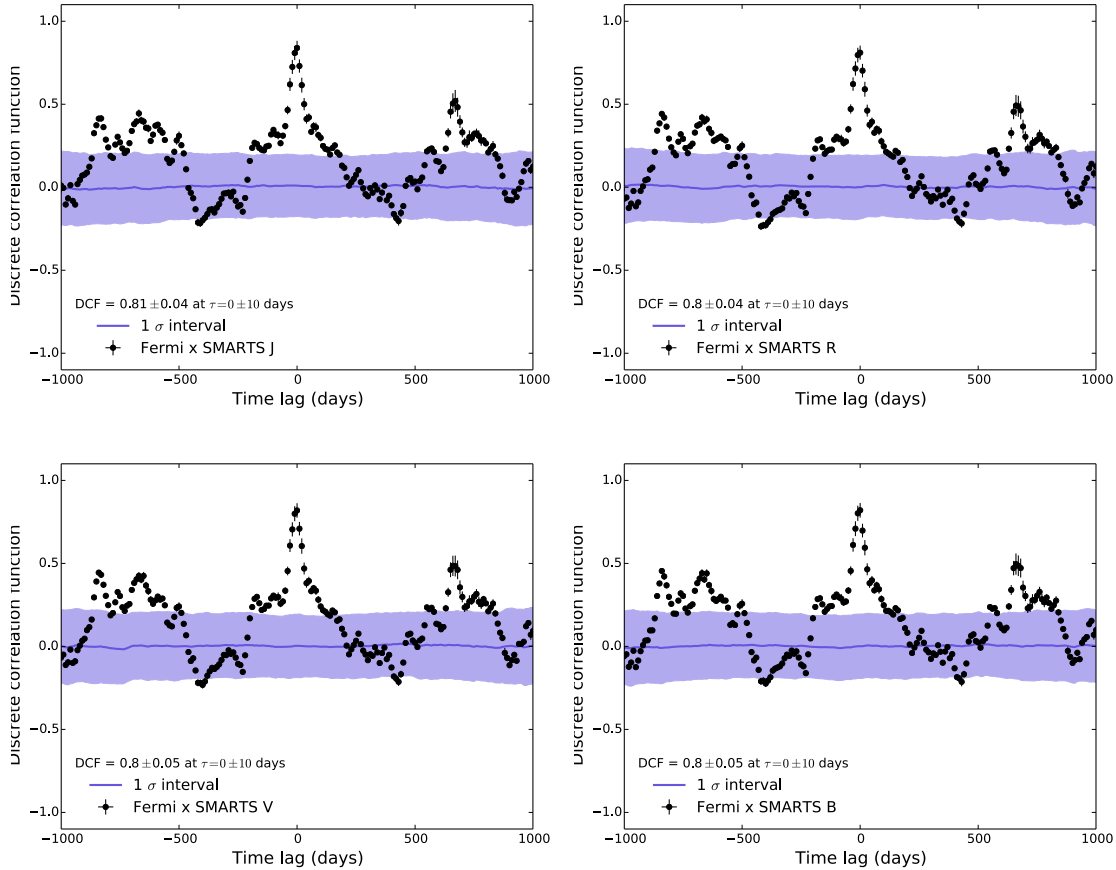 1.0
0.5
0.0
−0.5
−1.0
Discrete correlation function
DCF = 0.81±0.04 at τ=0±10 days
1 σ interval
Fermi x SMARTS J
−1000 −500 0 500 1000
Time lag (days)
1.0
0.5
0.0
−0.5
−1.0
Discrete correlation function
DCF = 0.8±0.04 at τ=0±10 days
1 σ interval
Fermi x SMARTS R
−1000 −500 0 500 1000
Time lag (days)
1.0
0.5
0.0
−0.5
−1.0
Discrete correlation function
DCF = 0.8±0.05 at τ=0±10 days
1 σ interval
Fermi x SMARTS V
−1000 −500 0 500 1000
Time lag (days)
1.0
0.5
0.0
−0.5
−1.0
Discrete correlation function
DCF = 0.8±0.05 at τ=0±10 days
1 σ interval
Fermi x SMARTS B
−1000 −500 0 500 1000
Time lag (days)